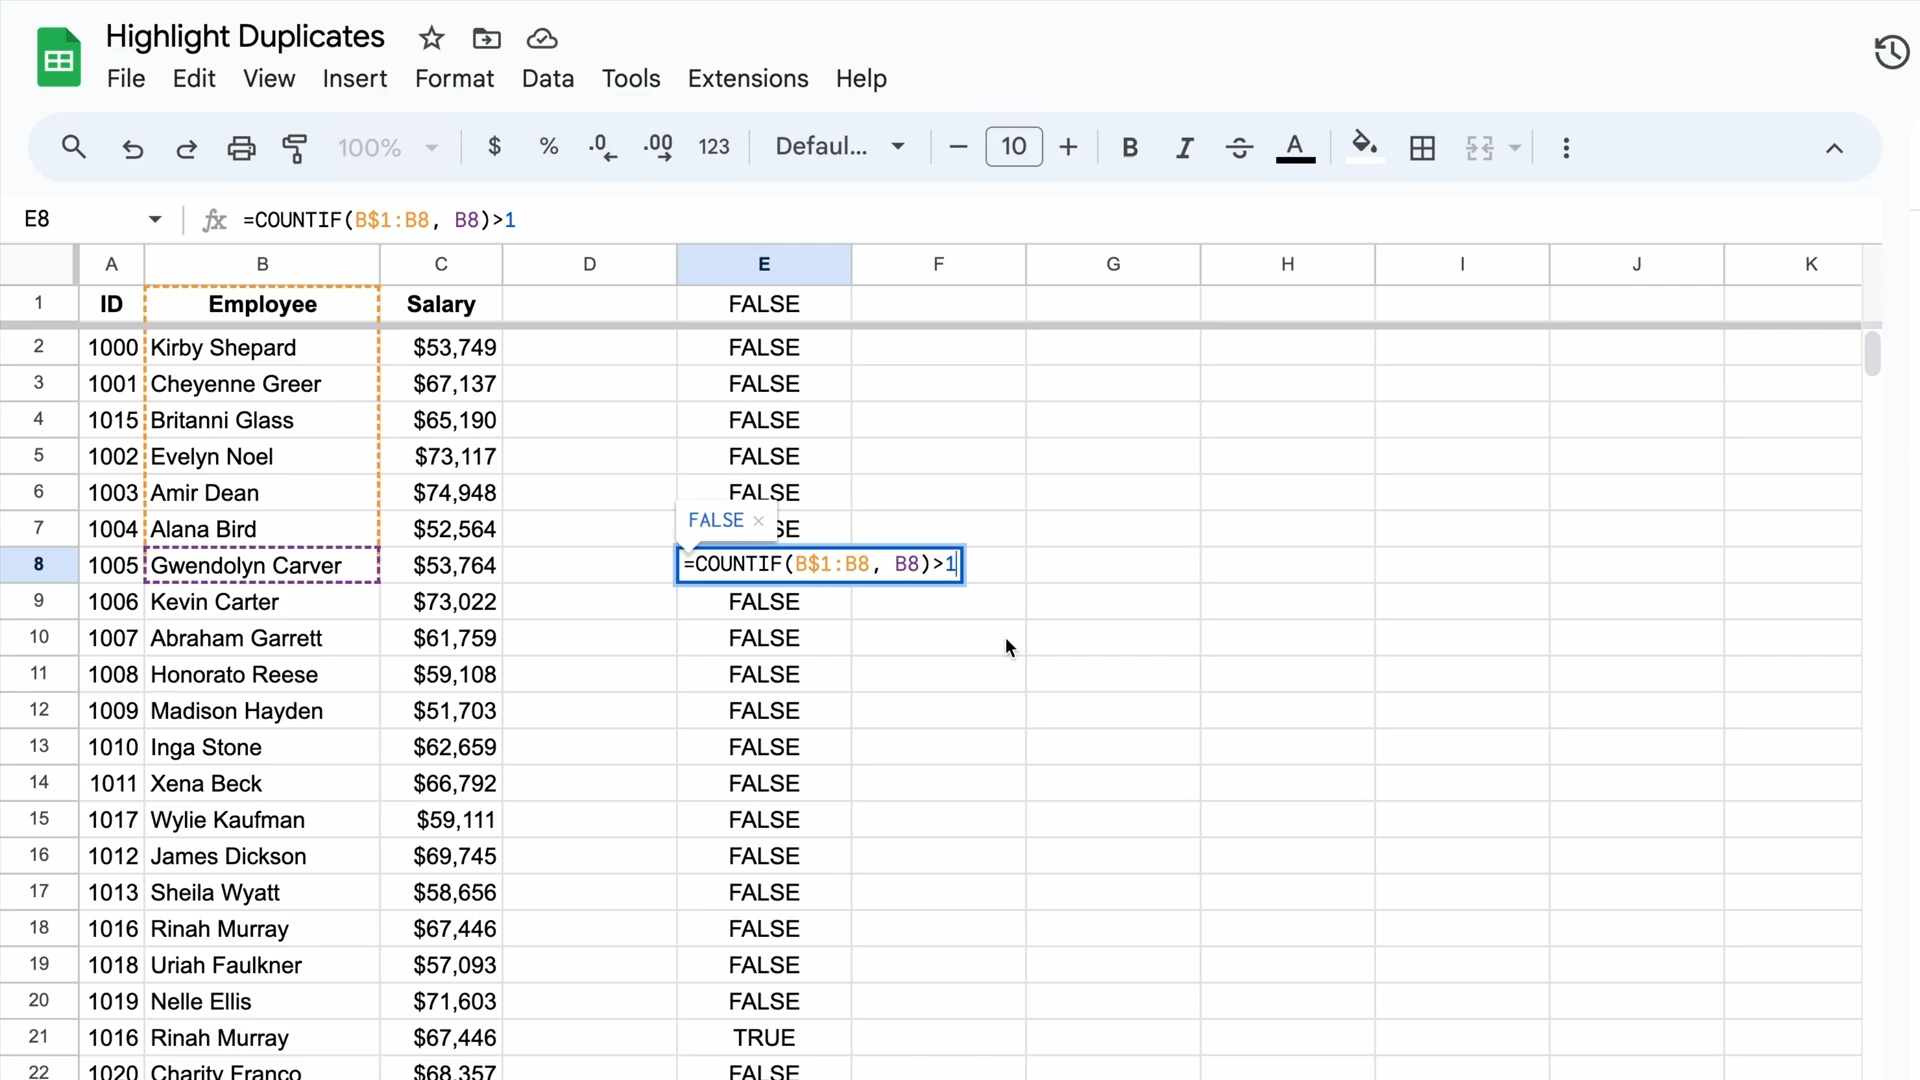 Highlight Duplicates
File Edit View Insert Format Data Tools Extensions Help
100% $ % .0 .00 123 Defaul... − 10 + B I S A
E8 fx =COUNTIF(B$1:B8, B8)>1
A B C D E F G H I J K
1 ID Employee Salary FALSE
2 1000 Kirby Shepard $53,749 FALSE
3 1001 Cheyenne Greer $67,137 FALSE
4 1015 Britanni Glass $65,190 FALSE
5 1002 Evelyn Noel $73,117 FALSE
6 1003 Amir Dean $74,948 FALSE
7 1004 Alana Bird $52,564 FALSE × SE
8 1005 Gwendolyn Carver $53,764 =COUNTIF(B$1:B8, B8)>1
9 1006 Kevin Carter $73,022 FALSE
10 1007 Abraham Garrett $61,759 FALSE
11 1008 Honorato Reese $59,108 FALSE
12 1009 Madison Hayden $51,703 FALSE
13 1010 Inga Stone $62,659 FALSE
14 1011 Xena Beck $66,792 FALSE
15 1017 Wylie Kaufman $59,111 FALSE
16 1012 James Dickson $69,745 FALSE
17 1013 Sheila Wyatt $58,656 FALSE
18 1016 Rinah Murray $67,446 FALSE
19 1018 Uriah Faulkner $57,093 FALSE
20 1019 Nelle Ellis $71,603 FALSE
21 1016 Rinah Murray $67,446 TRUE
22 1020 Charity Franco $68,357 FALSE